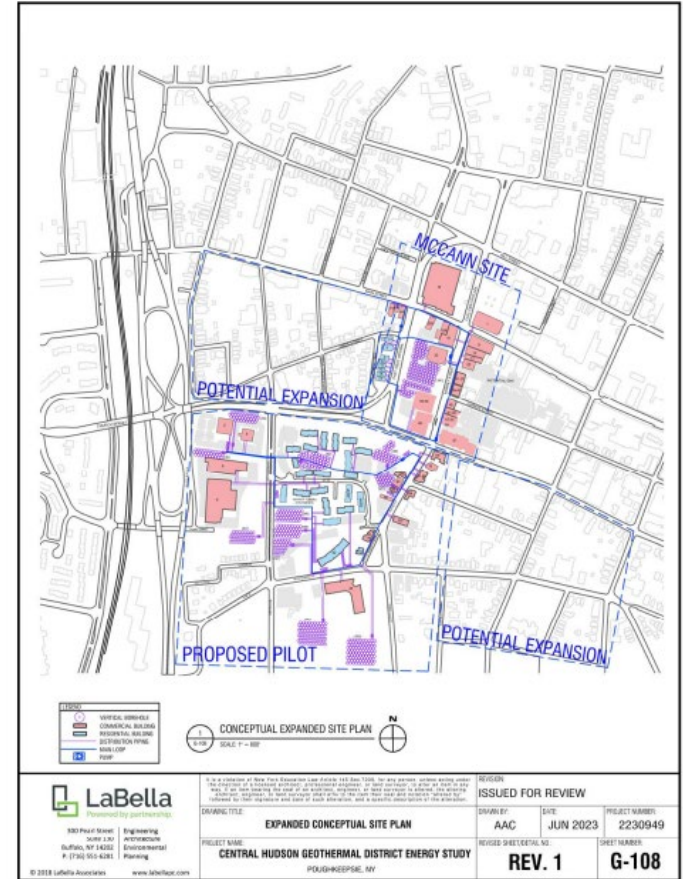 MCCANN SITE
POTENTIAL EXPANSION
PROPOSED PILOT
POTENTIAL EXPANSION
LEGEND
VERTICAL BOREHOLE
COMMERCIAL BUILDING
RESIDENTIAL BUILDING
DISTRIBUTION PIPING
MAIN LOOP
PUMP
1
G-108
CONCEPTUAL EXPANDED SITE PLAN
SCALE: 1" = 600'
N
LaBella
Powered by partnership.
300 Pearl Street
Suite 130
Buffalo, NY 14202
P: (716) 551-6281
Engineering
Architecture
Environmental
Planning
© 2018 LaBella Associates
www.labellapc.com
DRAWING TITLE
EXPANDED CONCEPTUAL SITE PLAN
PROJECT NAME
CENTRAL HUDSON GEOTHERMAL DISTRICT ENERGY STUDY
POUGHKEEPSIE, NY
REVISION
ISSUED FOR REVIEW
DRAWN BY:
AAC
DATE:
JUN 2023
PROJECT NUMBER:
2230949
REVISED SHEET/DETAIL NO.:
REV. 1
SHEET NUMBER:
G-108